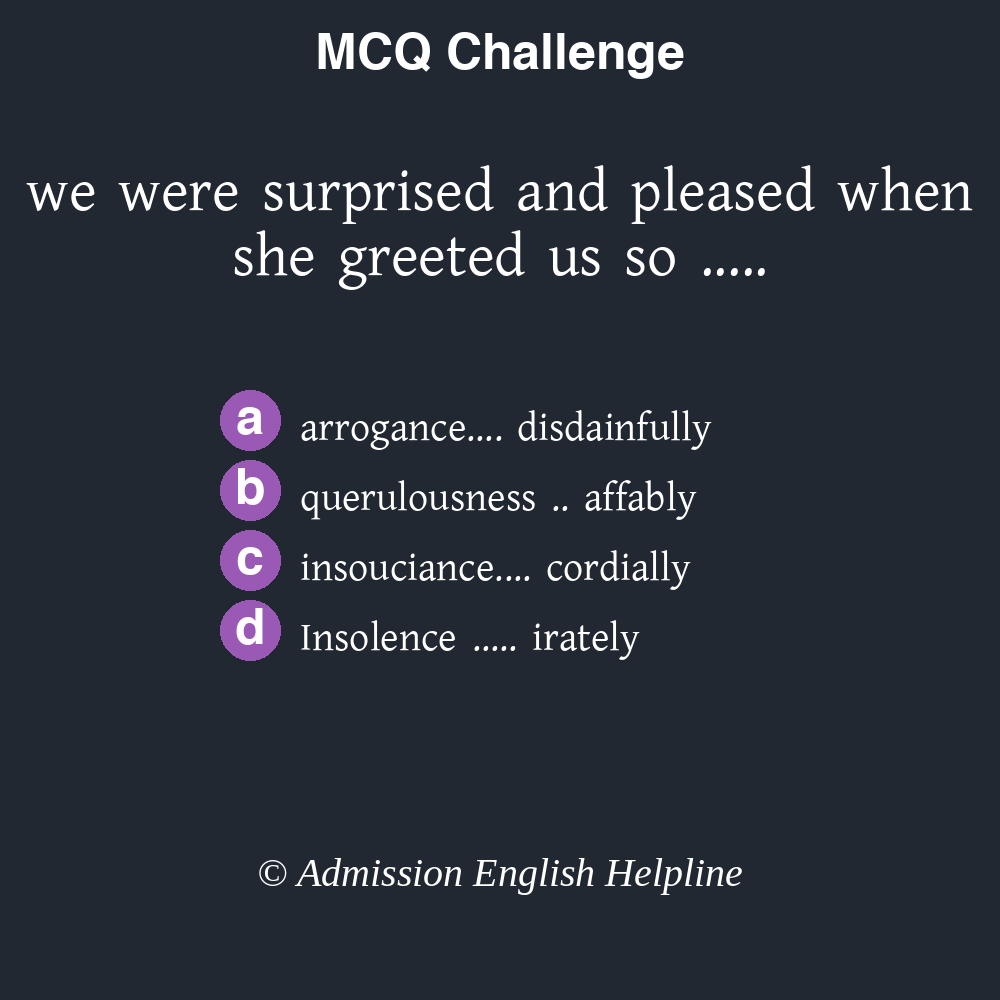 MCQ Challenge
we were surprised and pleased when
she greeted us so .....
a arrogance.... disdainfully
b querulousness .. affably
c insouciance.... cordially
d Insolence ..... irately
© Admission English Helpline